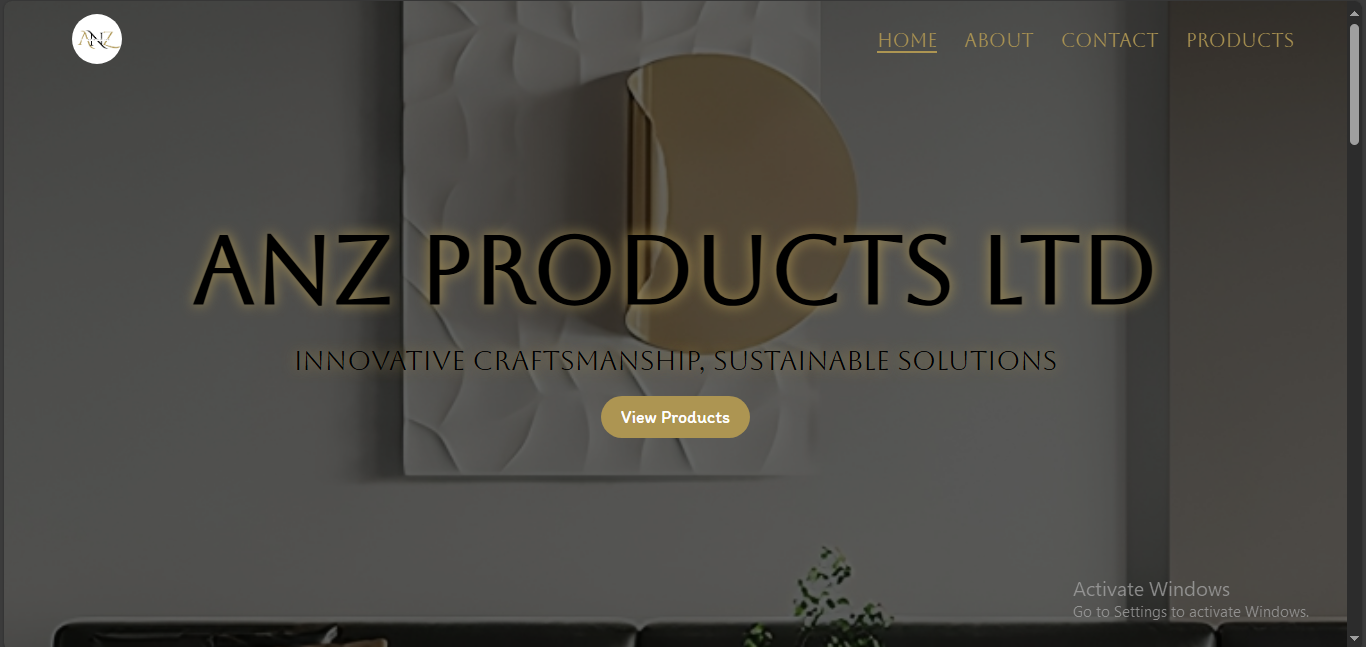 ANZ
HOME ABOUT CONTACT PRODUCTS
ANZ PRODUCTS LTD
INNOVATIVE CRAFTSMANSHIP, SUSTAINABLE SOLUTIONS
View Products
Activate Windows
Go to Settings to activate Windows.